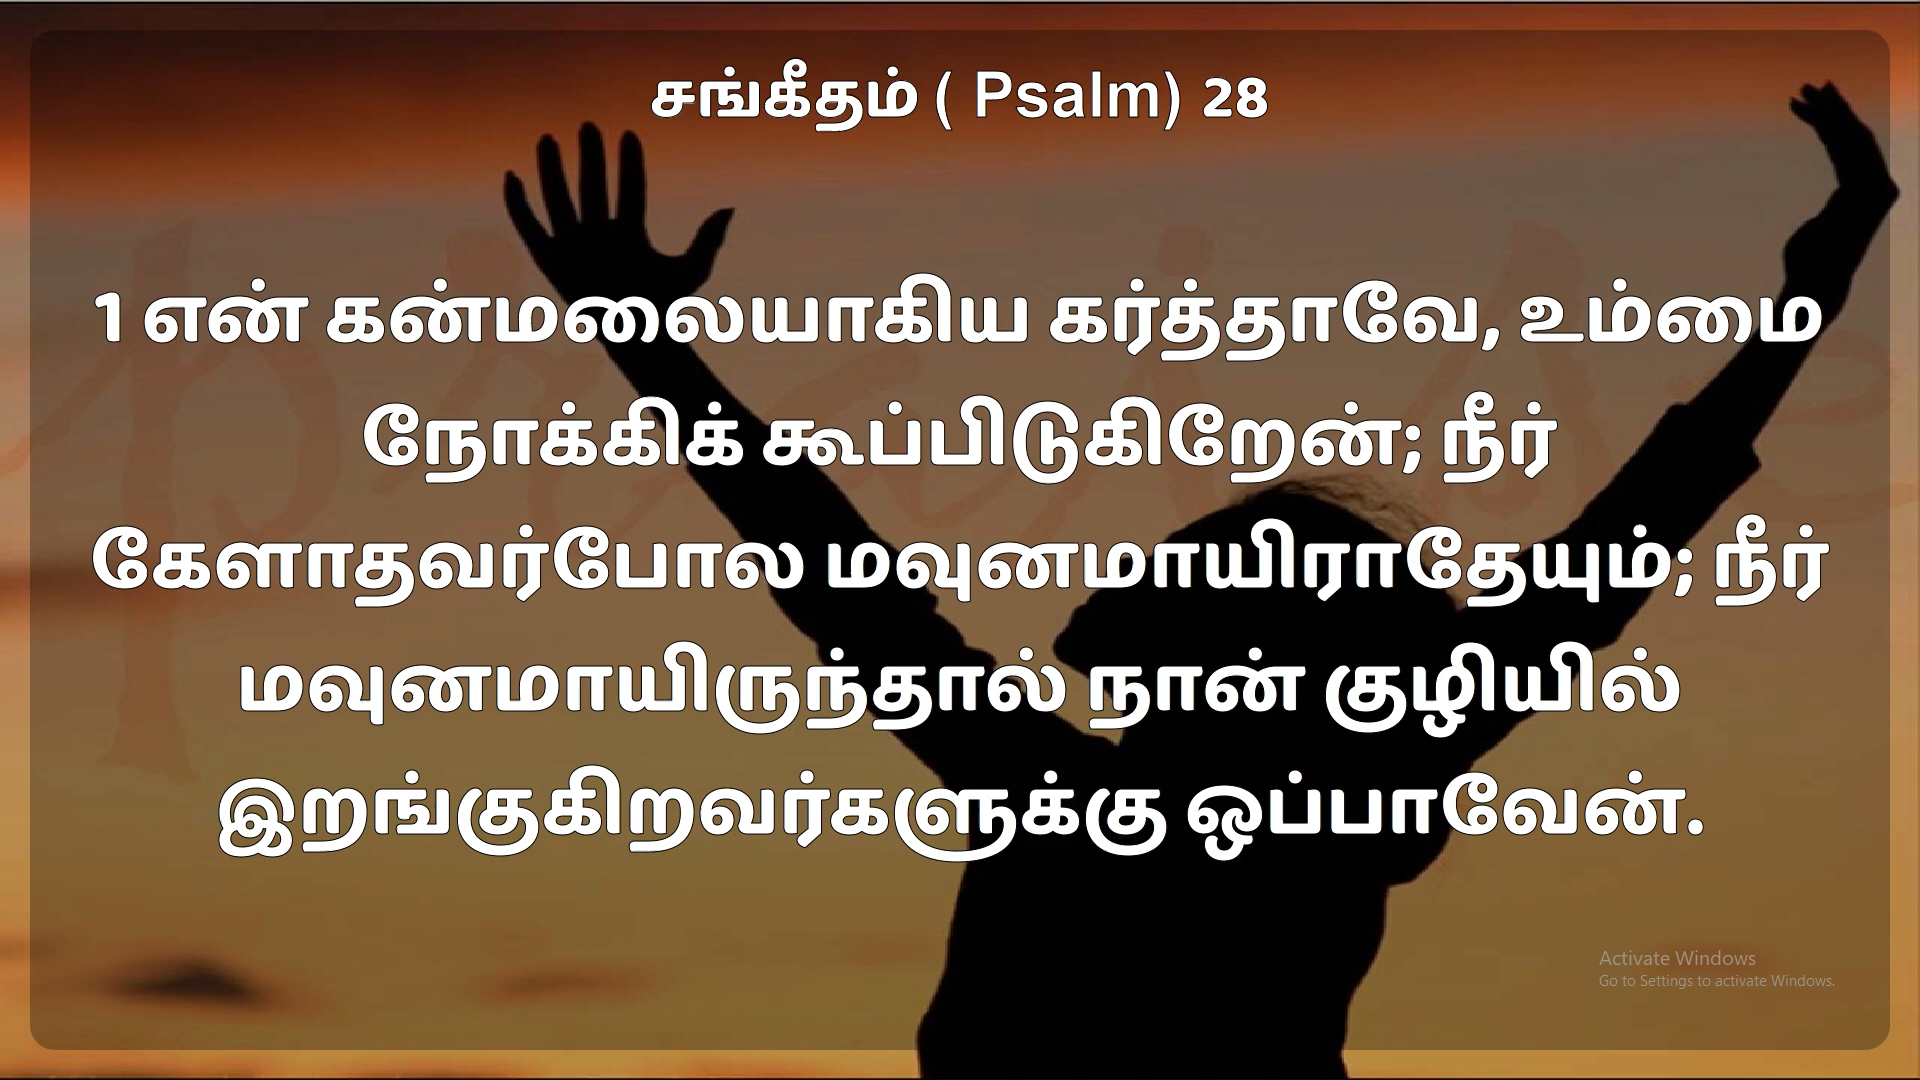 சங்கீதம் ( Psalm) 28
praise
1 என் கன்மலையாகிய கர்த்தாவே, உம்மை
நோக்கிக் கூப்பிடுகிறேன்; நீர்
கேளாதவர்போல மவுனமாயிராதேயும்; நீர்
மவுனமாயிருந்தால் நான் குழியில்
இறங்குகிறவர்களுக்கு ஒப்பாவேன்.
Activate Windows
Go to Settings to activate Windows.